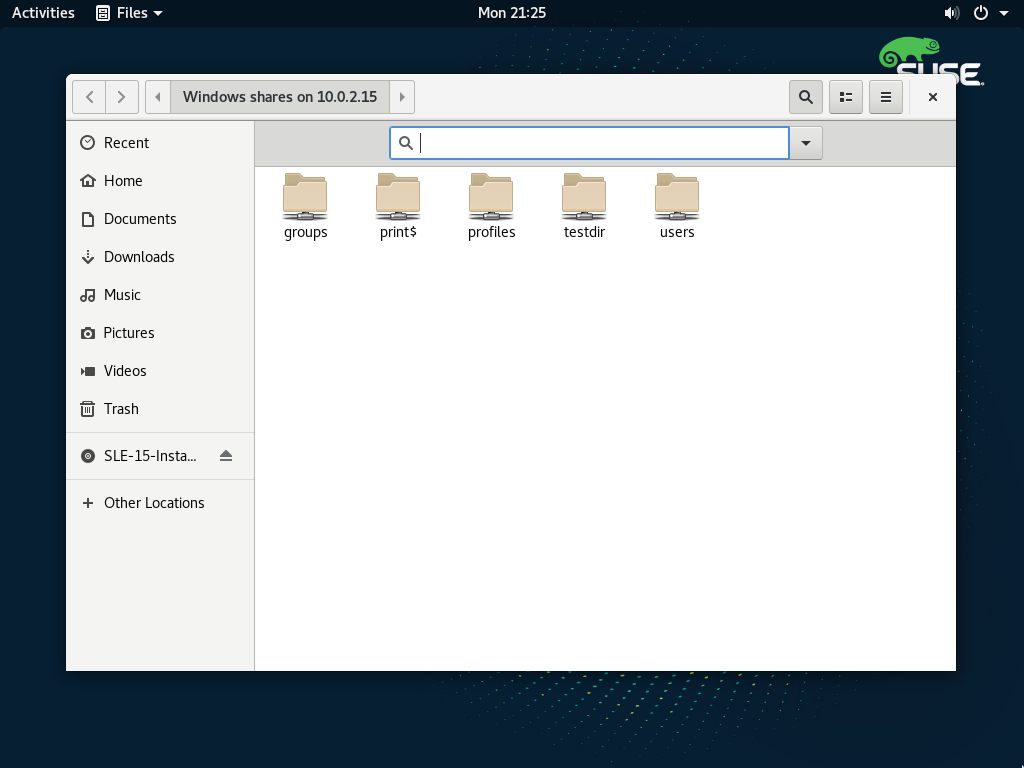 Activities Files Mon 21:25
SUSE
Windows shares on 10.0.2.15
Recent
Home
Documents
Downloads
Music
Pictures
Videos
Trash
SLE-15-Insta...
Other Locations
groups print$ profiles testdir users